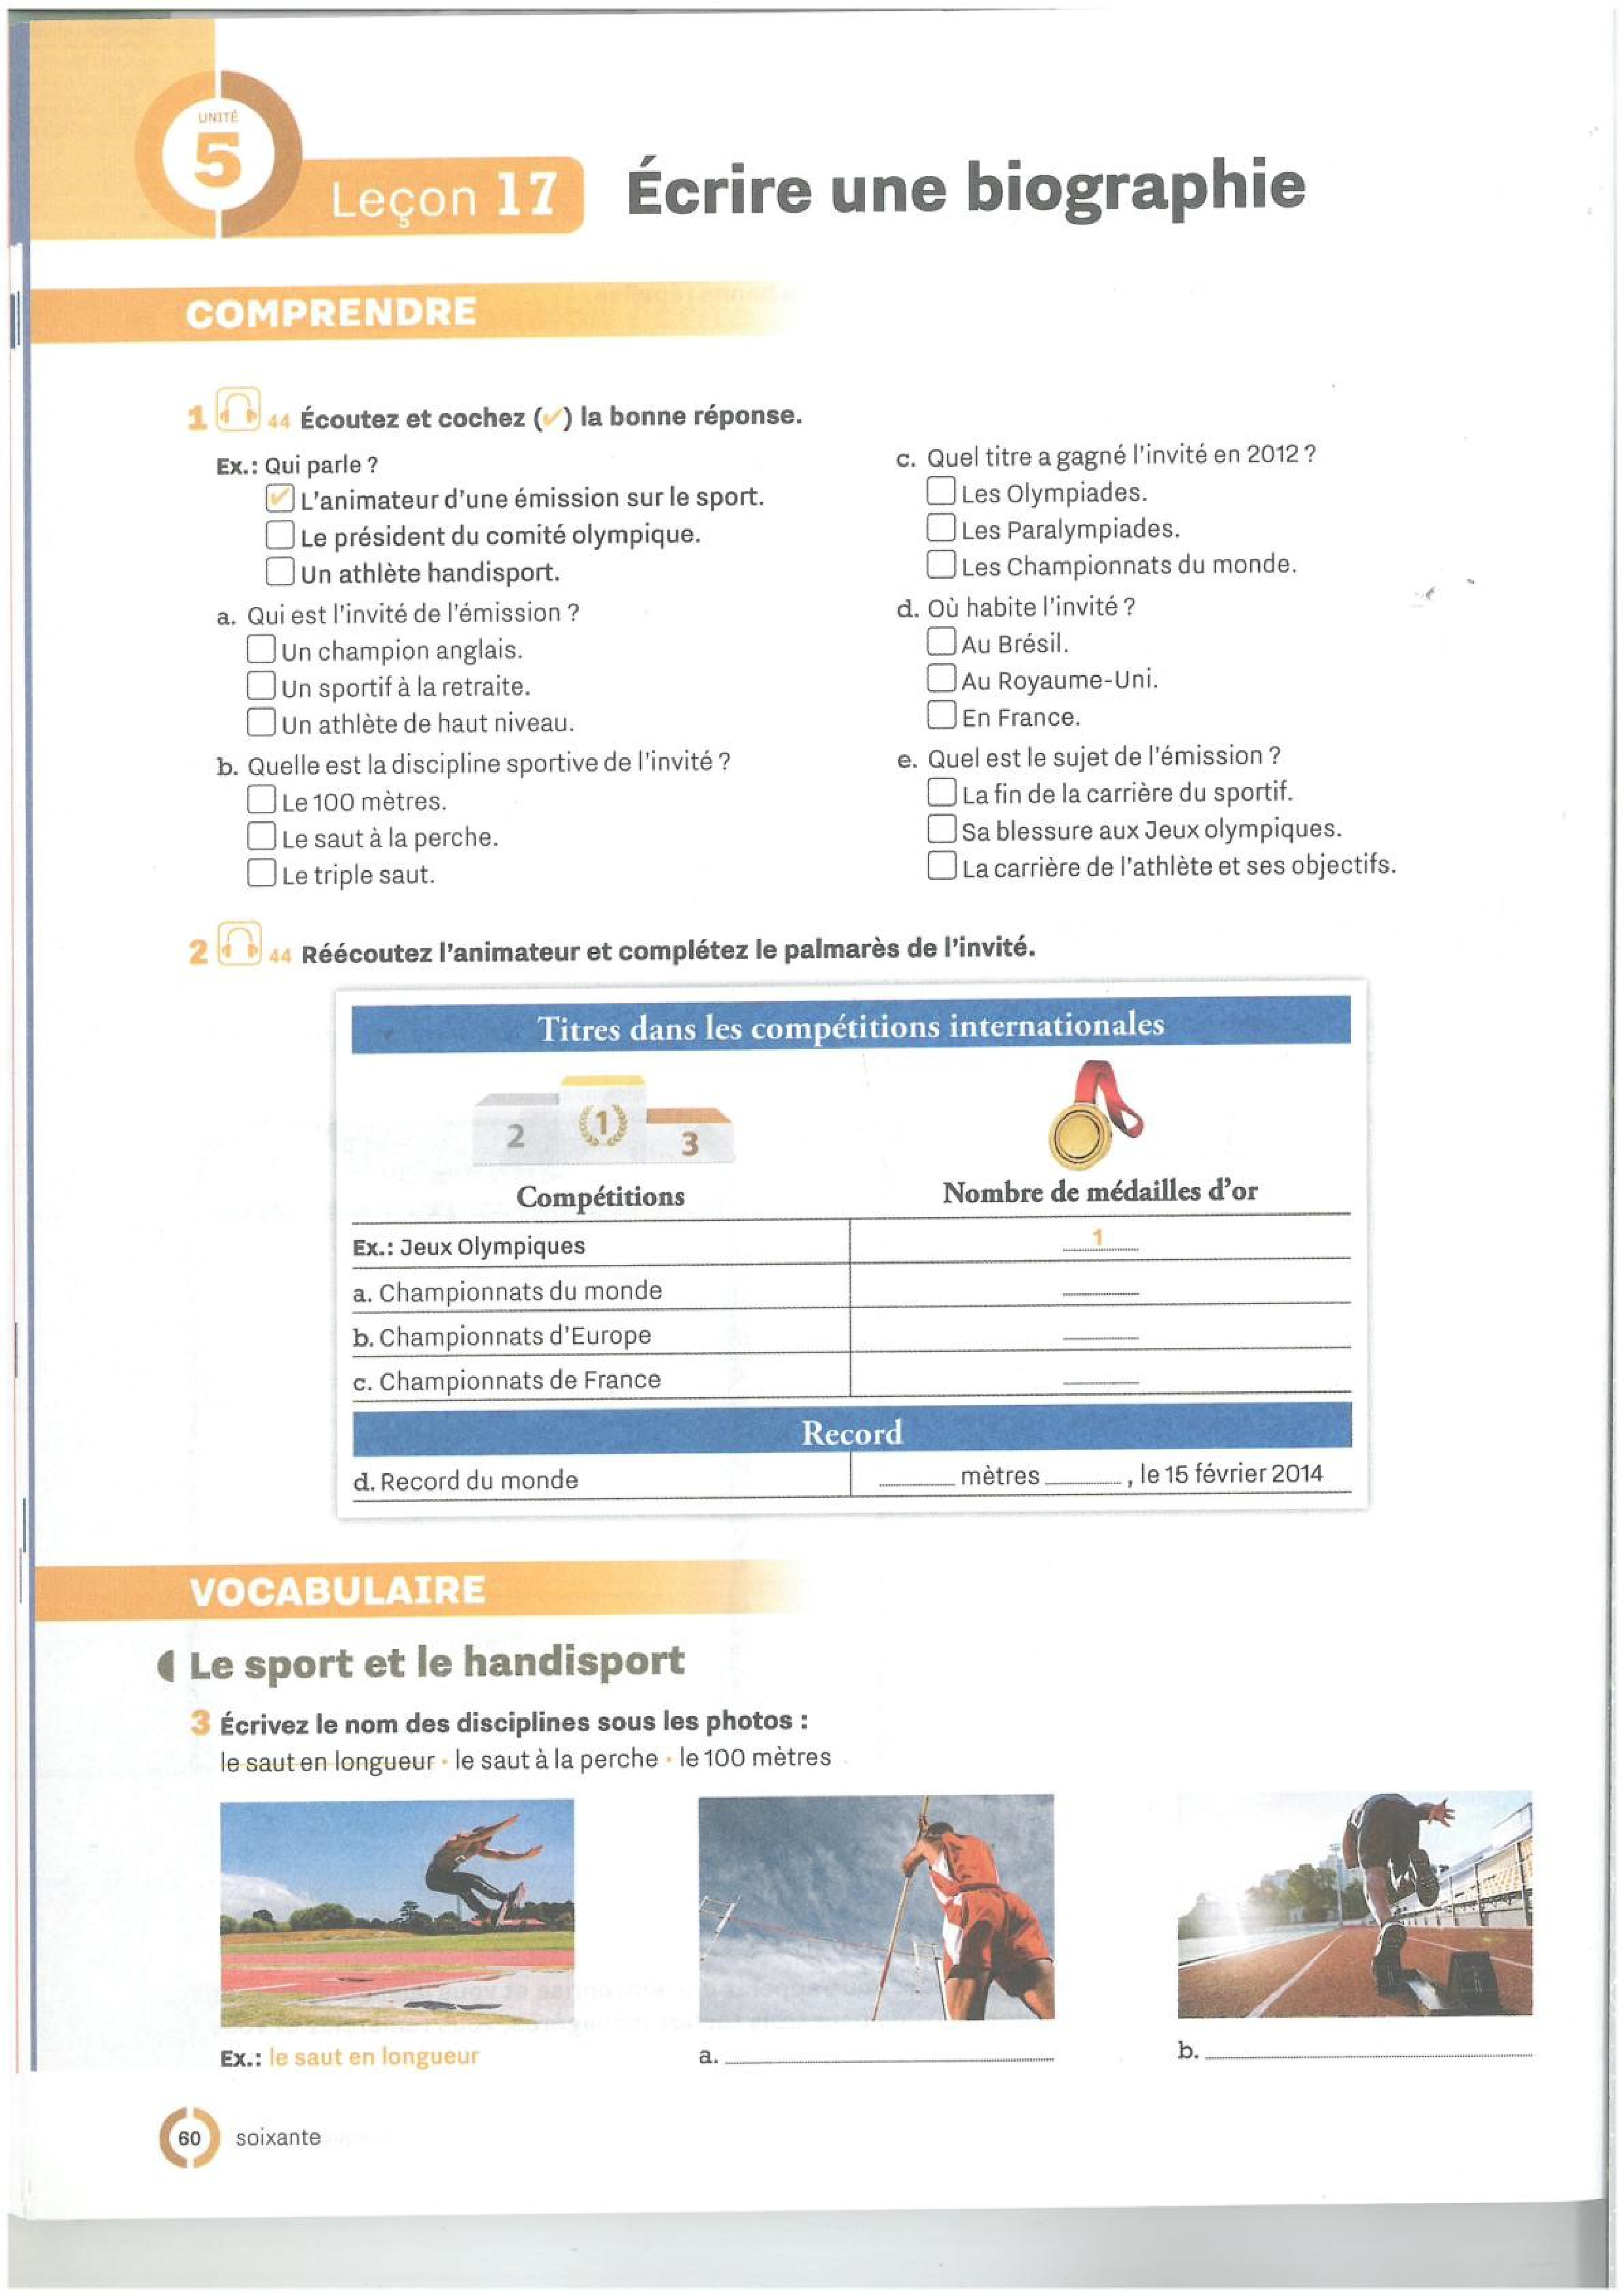 UNITÉ
5
Leçon 17 Écrire une biographie
COMPRENDRE
1 44 Écoutez et cochez (✔) la bonne réponse.
Ex.: Qui parle ?
✔ L'animateur d'une émission sur le sport.
Le président du comité olympique.
Un athlète handisport.
a. Qui est l'invité de l'émission ?
Un champion anglais.
Un sportif à la retraite.
Un athlète de haut niveau.
b. Quelle est la discipline sportive de l'invité ?
Le 100 mètres.
Le saut à la perche.
Le triple saut.
c. Quel titre a gagné l'invité en 2012 ?
Les Olympiades.
Les Paralympiades.
Les Championnats du monde.
d. Où habite l'invité ?
Au Brésil.
Au Royaume-Uni.
En France.
e. Quel est le sujet de l'émission ?
La fin de la carrière du sportif.
Sa blessure aux Jeux olympiques.
La carrière de l'athlète et ses objectifs.
2 44 Réécoutez l'animateur et complétez le palmarès de l'invité.
Titres dans les compétitions internationales
2 1 3
Compétitions Nombre de médailles d'or
Ex.: Jeux Olympiques 1
a. Championnats du monde
b. Championnats d'Europe
c. Championnats de France
Record
d. Record du monde ........ mètres ........, le 15 février 2014
VOCABULAIRE
Le sport et le handisport
3 Écrivez le nom des disciplines sous les photos :
le saut en longueur • le saut à la perche • le 100 mètres
Ex.: le saut en longueur a. b.
60 soixante